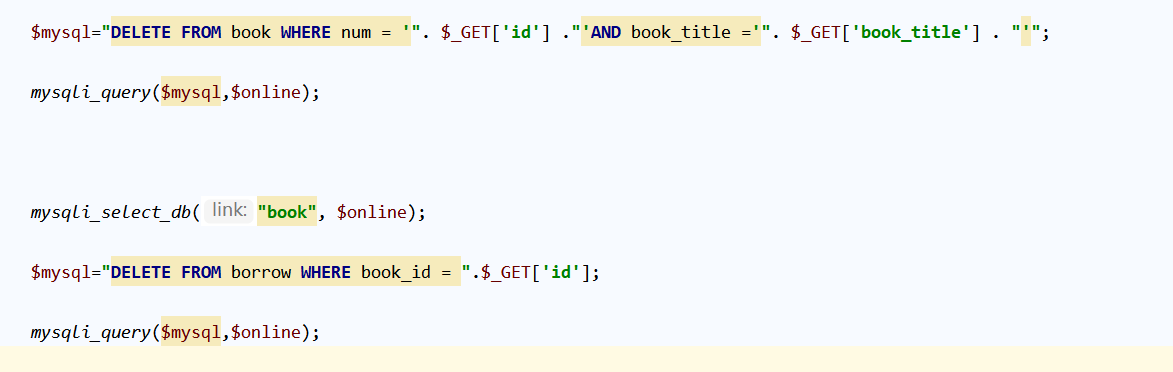 $mysql="DELETE FROM book WHERE num = '". $_GET['id'] ."'AND book_title ='". $_GET['book_title'] . "'";
mysqli_query($mysql,$online);
mysqli_select_db( link: "book", $online);
$mysql="DELETE FROM borrow WHERE book_id = ".$_GET['id'];
mysqli_query($mysql,$online);